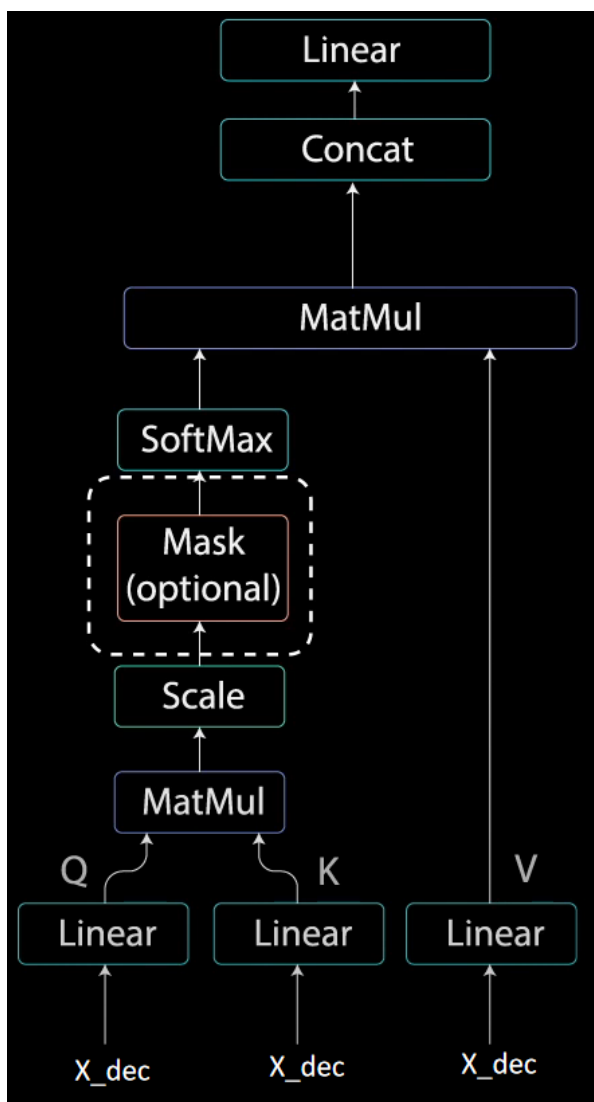 Linear
Concat
MatMul
SoftMax
Mask
(optional)
Scale
MatMul
Q
K
V
Linear
Linear
Linear
X_dec
X_dec
X_dec